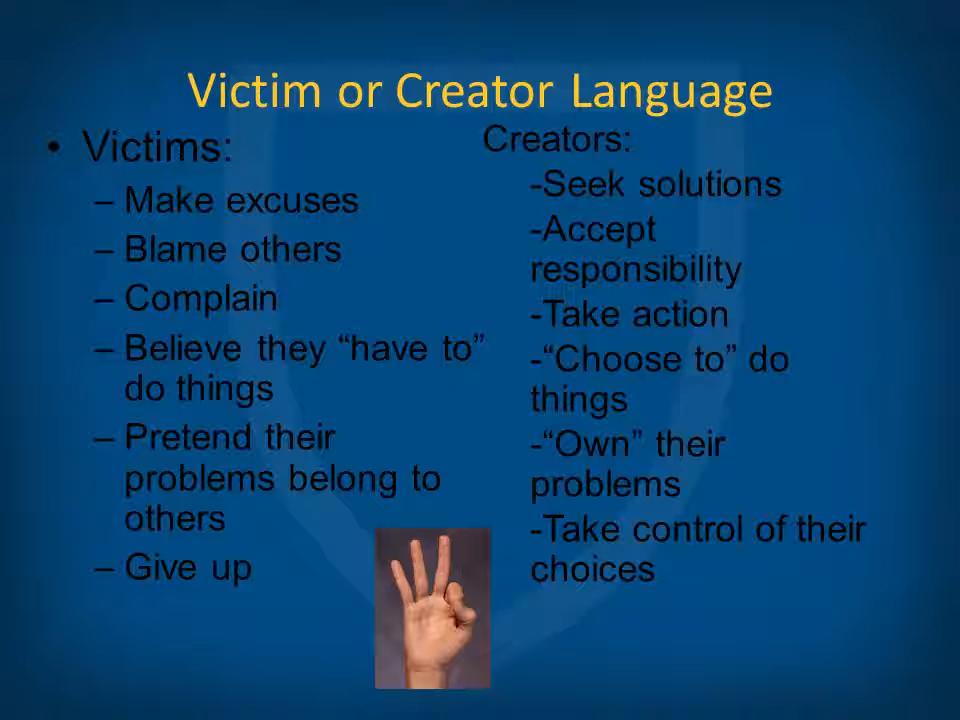 Victim or Creator Language
• Victims:
– Make excuses
– Blame others
– Complain
– Believe they “have to”
do things
– Pretend their
problems belong to
others
– Give up
Creators:
-Seek solutions
-Accept
responsibility
-Take action
-“Choose to” do
things
-“Own” their
problems
-Take control of their
choices